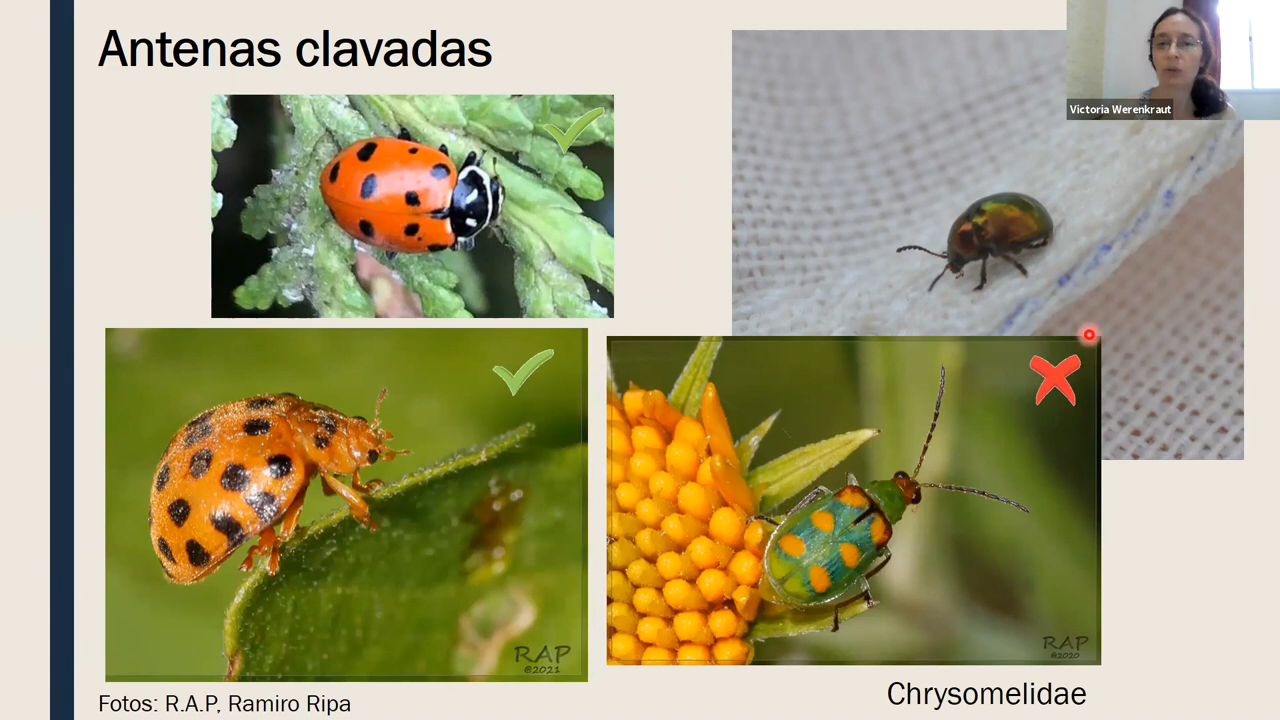 Antenas clavadas
Victoria Werenkraut
RAP
©2021
RAP
©2020
Fotos: R.A.P, Ramiro Ripa
Chrysomelidae